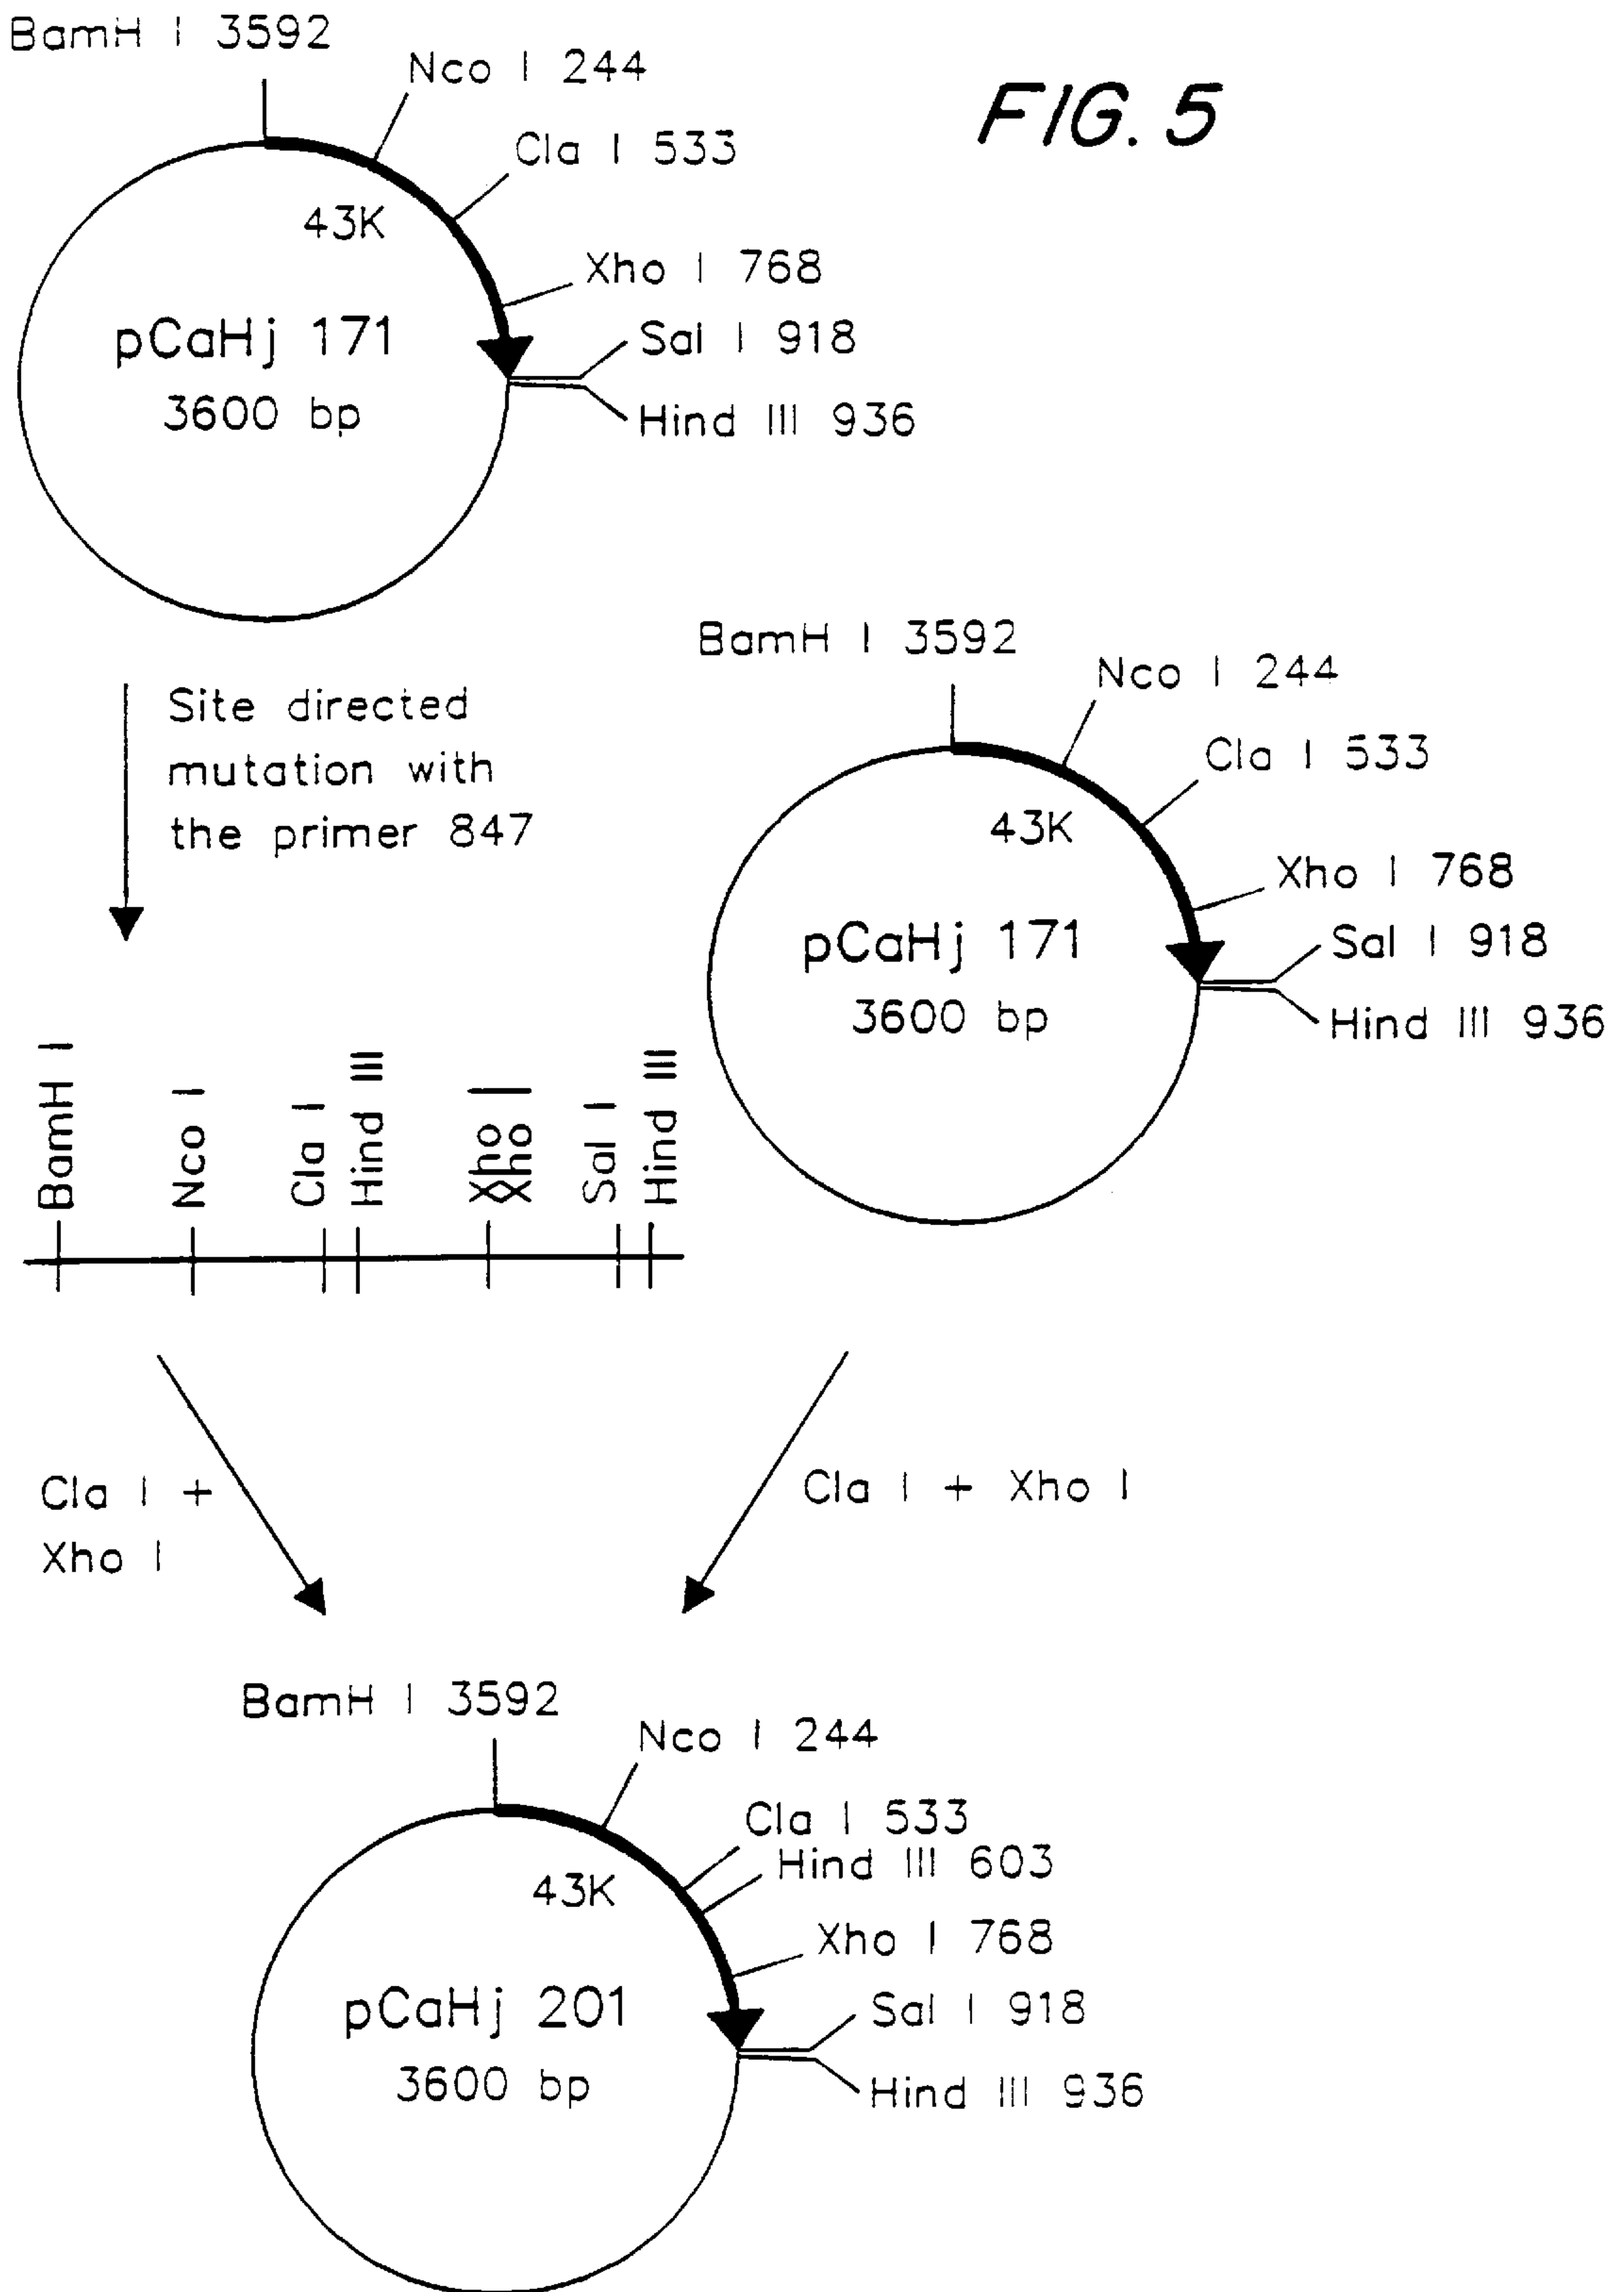 FIG. 5
BamH I 3592
Nco I 244
Cla I 533
43K
Xho I 768
pCaHj 171
3600 bp
Sal I 918
Hind III 936
Site directed
mutation with
the primer 847
BamH I 3592
Nco I 244
Cla I 533
43K
Xho I 768
pCaHj 171
3600 bp
Sal I 918
Hind III 936
BamH I
Nco I
Cla I
Hind III
Xho I
Xho I
Sal I
Hind III
Cla I +
Xho I
Cla I + Xho I
BamH I 3592
Nco I 244
Cla I 533
Hind III 603
43K
Xho I 768
pCaHj 201
3600 bp
Sal I 918
Hind III 936